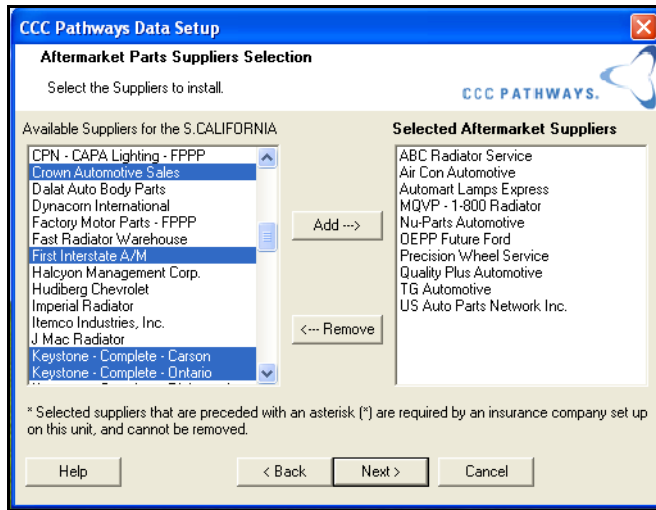 CCC Pathways Data Setup
Aftermarket Parts Suppliers Selection
Select the Suppliers to install.
CCC PATHWAYS.
Available Suppliers for the S.CALIFORNIA
CPN - CAPA Lighting - FPPP
Crown Automotive Sales
Dalat Auto Body Parts
Dynacorn International
Factory Motor Parts - FPPP
Fast Radiator Warehouse
First Interstate A/M
Halcyon Management Corp.
Hudiberg Chevrolet
Imperial Radiator
Itemco Industries, Inc.
J Mac Radiator
Keystone - Complete - Carson
Keystone - Complete - Ontario
Add --->
<--- Remove
Selected Aftermarket Suppliers
ABC Radiator Service
Air Con Automotive
Automart Lamps Express
MQVP - 1-800 Radiator
Nu-Parts Automotive
OEPP Future Ford
Precision Wheel Service
Quality Plus Automotive
TG Automotive
US Auto Parts Network Inc.
* Selected suppliers that are preceded with an asterisk (*) are required by an insurance company set up
on this unit, and cannot be removed.
Help
< Back
Next >
Cancel